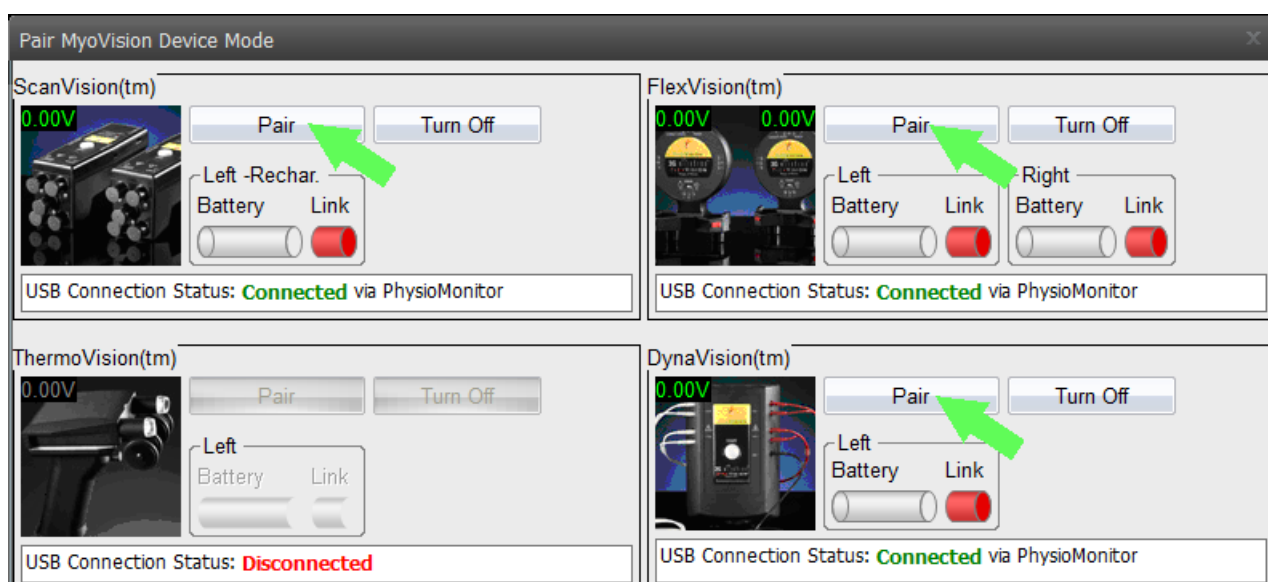 Pair MyoVision Device Mode
x
ScanVision(tm)
0.00V
Pair
Turn Off
Left -Rechar.
Battery Link
USB Connection Status: Connected via PhysioMonitor
FlexVision(tm)
0.00V 0.00V
Pair
Turn Off
Left
Battery Link
Right
Battery Link
USB Connection Status: Connected via PhysioMonitor
ThermoVision(tm)
0.00V
Pair
Turn Off
Left
Battery Link
USB Connection Status: Disconnected
DynaVision(tm)
0.00V
Pair
Turn Off
Left
Battery Link
USB Connection Status: Connected via PhysioMonitor